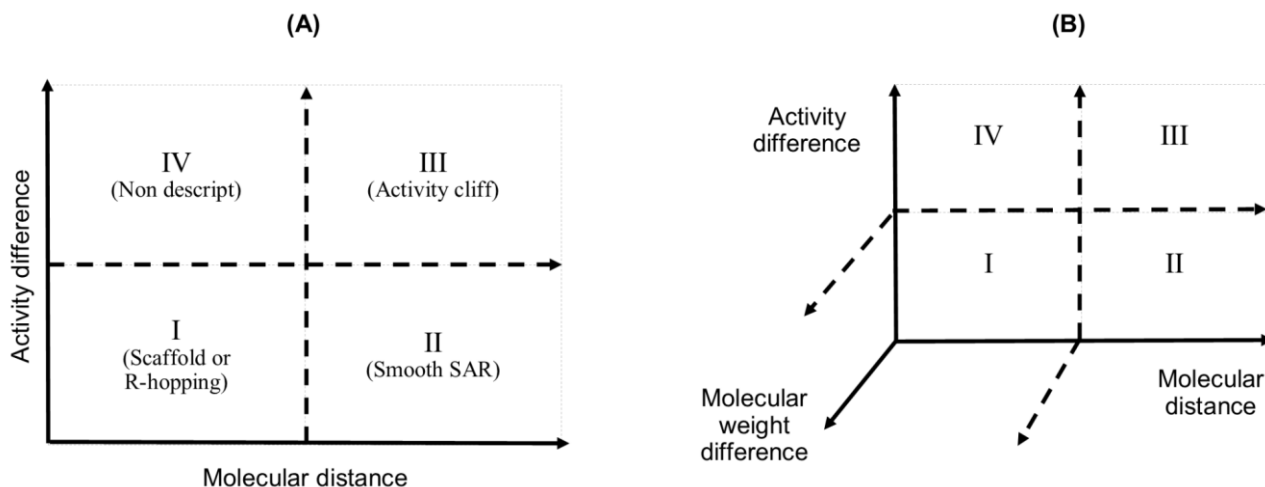 (A)
Activity difference
IV
(Non descript)
III
(Activity cliff)
I
(Scaffold or
R-hopping)
II
(Smooth SAR)
Molecular distance
(B)
Activity
difference
IV
III
I
II
Molecular
weight
difference
Molecular
distance